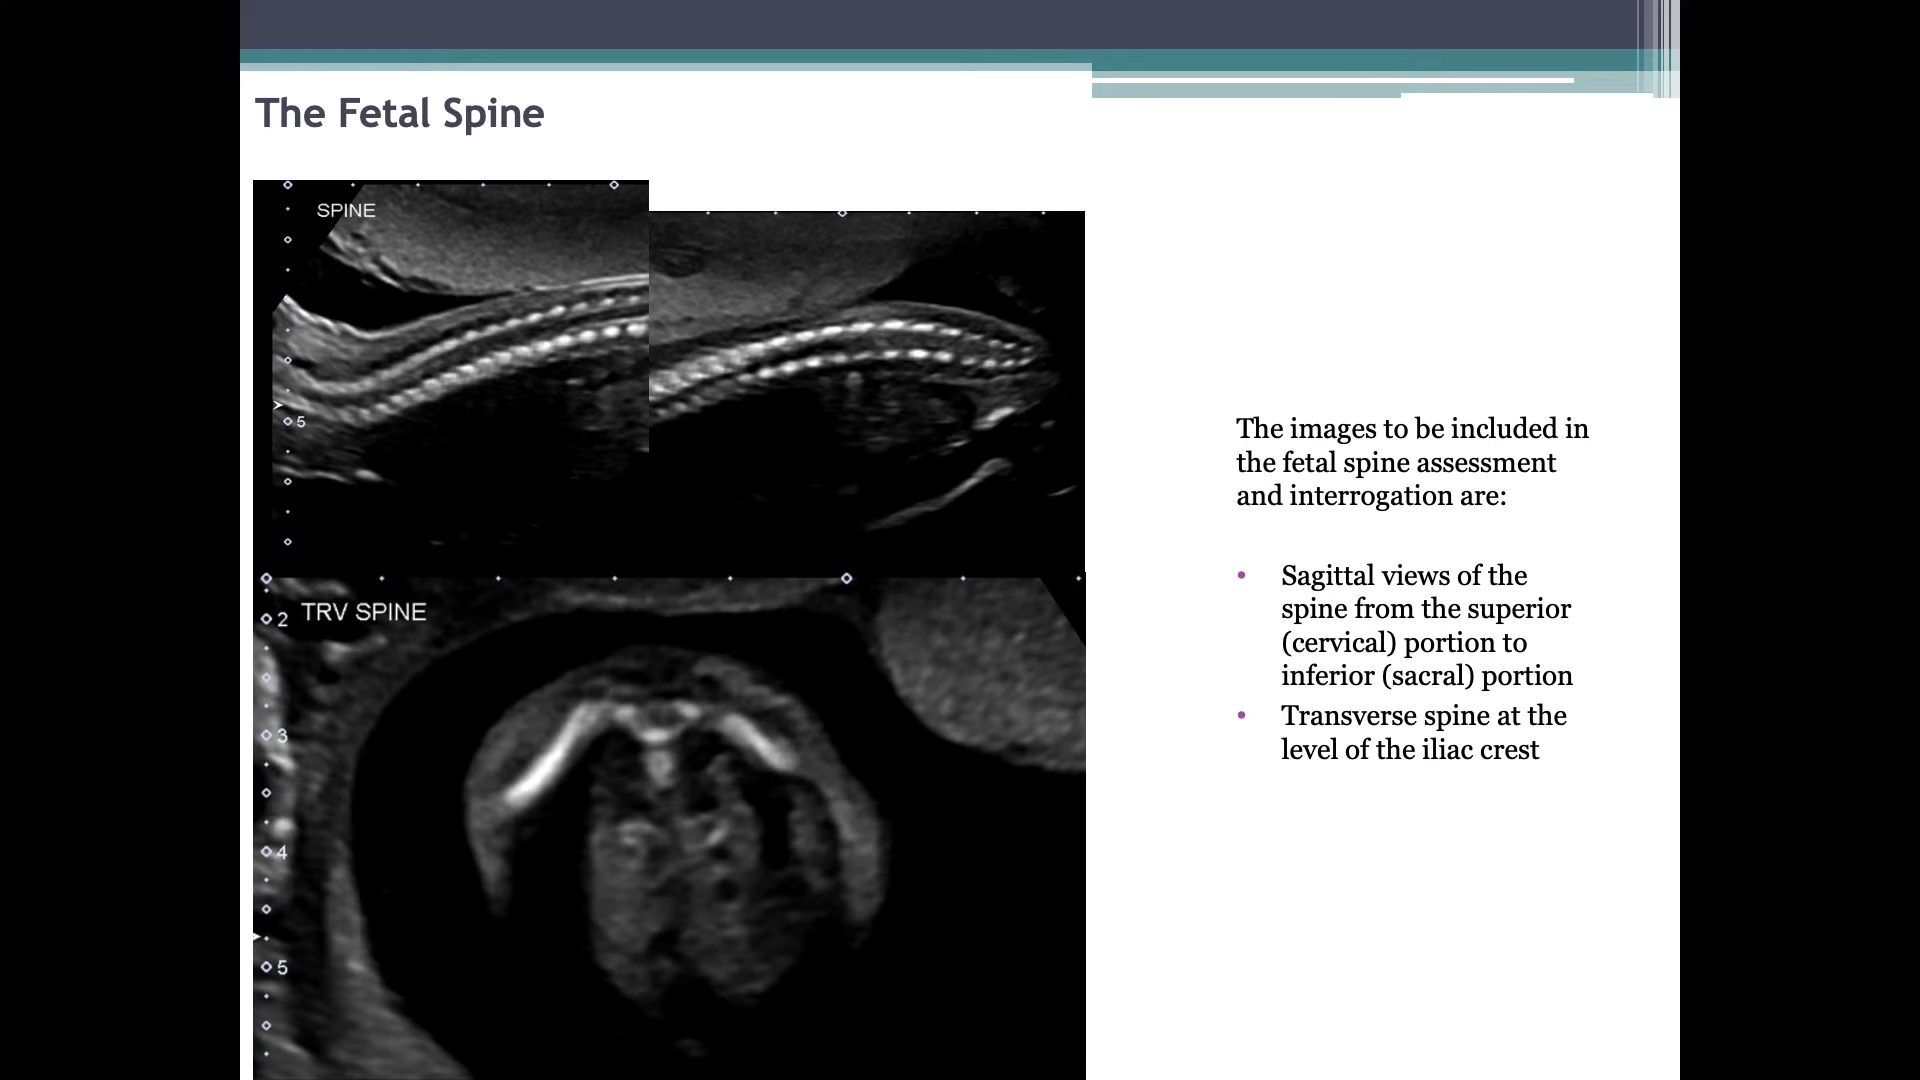 The Fetal Spine
SPINE
5
TRV SPINE
2
3
4
5
The images to be included in
the fetal spine assessment
and interrogation are:
• Sagittal views of the
spine from the superior
(cervical) portion to
inferior (sacral) portion
• Transverse spine at the
level of the iliac crest